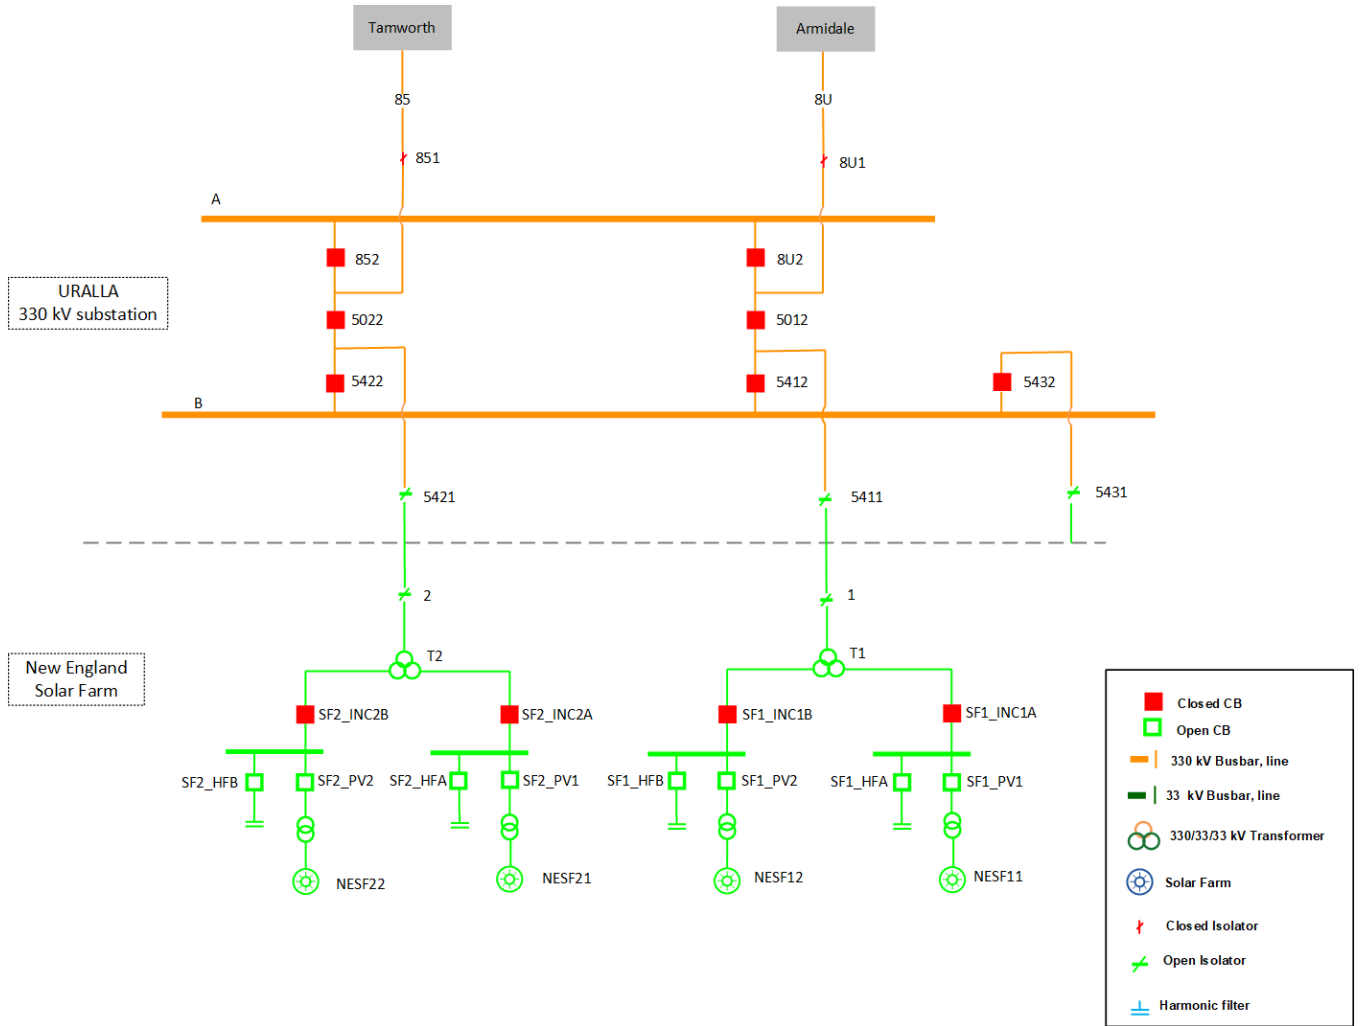 Tamworth
Armidale
85
8U
851
8U1
A
852
8U2
URALLA
330 kV substation
5022
5012
5422
5412
5432
B
5421
5411
5431
2
1
New England
Solar Farm
T2
T1
SF2_INC2B
SF2_INC2A
SF1_INC1B
SF1_INC1A
SF2_HFB
SF2_PV2
SF2_HFA
SF2_PV1
SF1_HFB
SF1_PV2
SF1_HFA
SF1_PV1
NESF22
NESF21
NESF12
NESF11
Closed CB
Open CB
330 kV Busbar, line
33 kV Busbar, line
330/33/33 kV Transformer
Solar Farm
Closed Isolator
Open Isolator
Harmonic filter